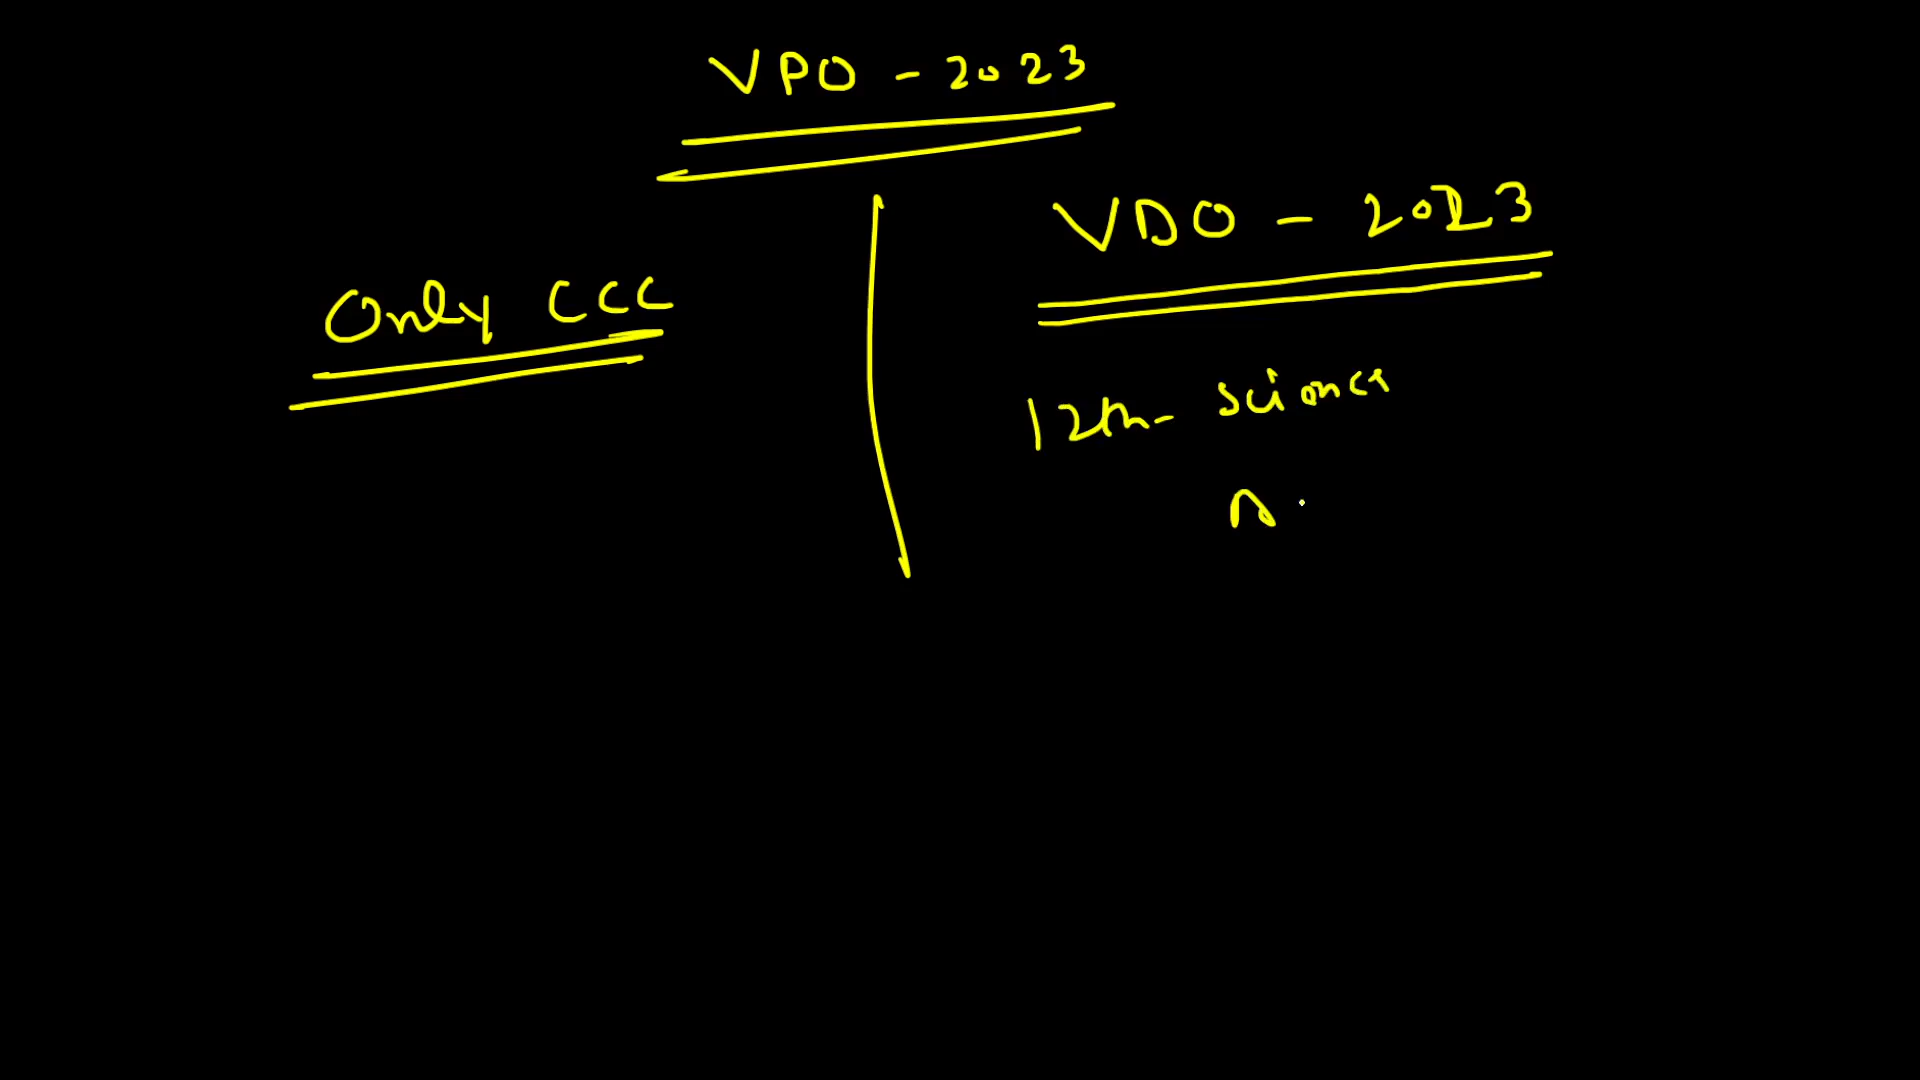 VPO - 2023
Only CCC
VDO - 2023
12th - Science